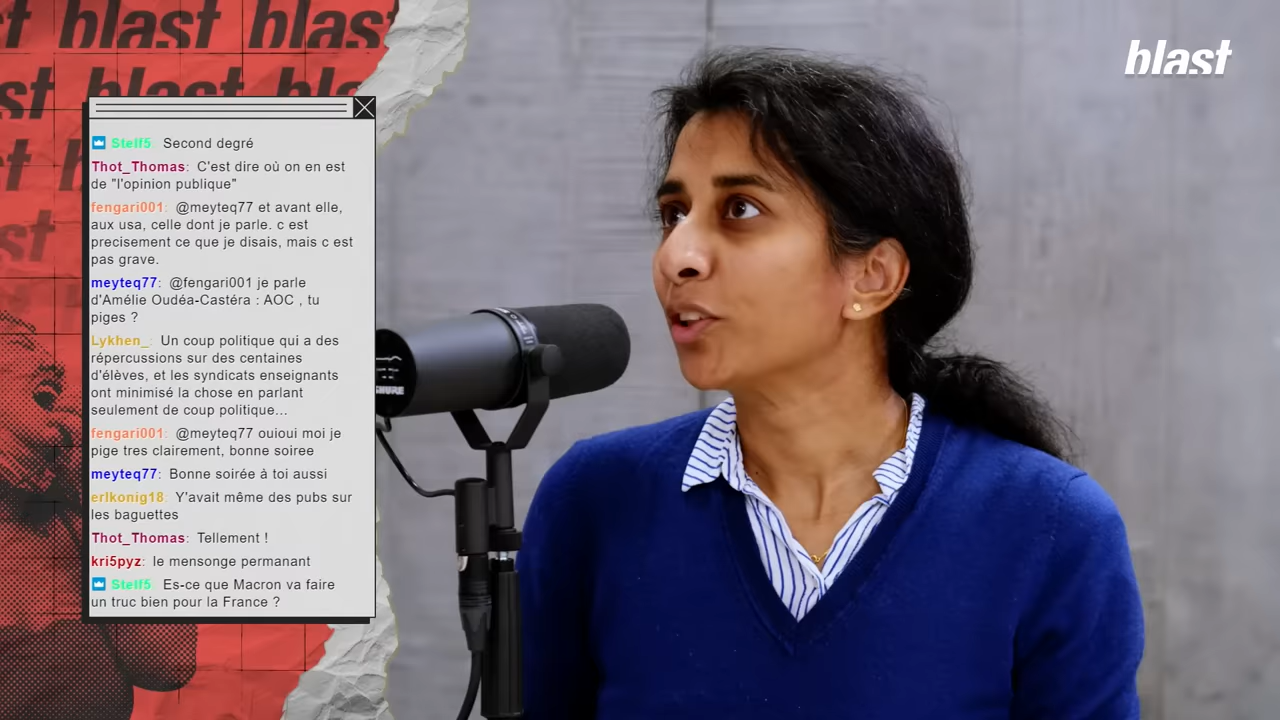 blast blast
blast
Stelf5: Second degré
Thot_Thomas: C'est dire où on en est
de "l'opinion publique"
fengari001: @meyteq77 et avant elle,
aux usa, celle dont je parle. c est
precisement ce que je disais, mais c est
pas grave.
meyteq77: @fengari001 je parle
d'Amélie Oudéa-Castéra : AOC , tu
piges ?
Lykhen_: Un coup politique qui a des
répercussions sur des centaines
d'élèves, et les syndicats enseignants
ont minimisé la chose en parlant
seulement de coup politique...
fengari001: @meyteq77 ouioui moi je
pige tres clairement, bonne soiree
meyteq77: Bonne soirée à toi aussi
erlkonig18: Y'avait même des pubs sur
les baguettes
Thot_Thomas: Tellement !
kri5pyz: le mensonge permanant
Stelf5: Es-ce que Macron va faire
un truc bien pour la France ?
SHURE